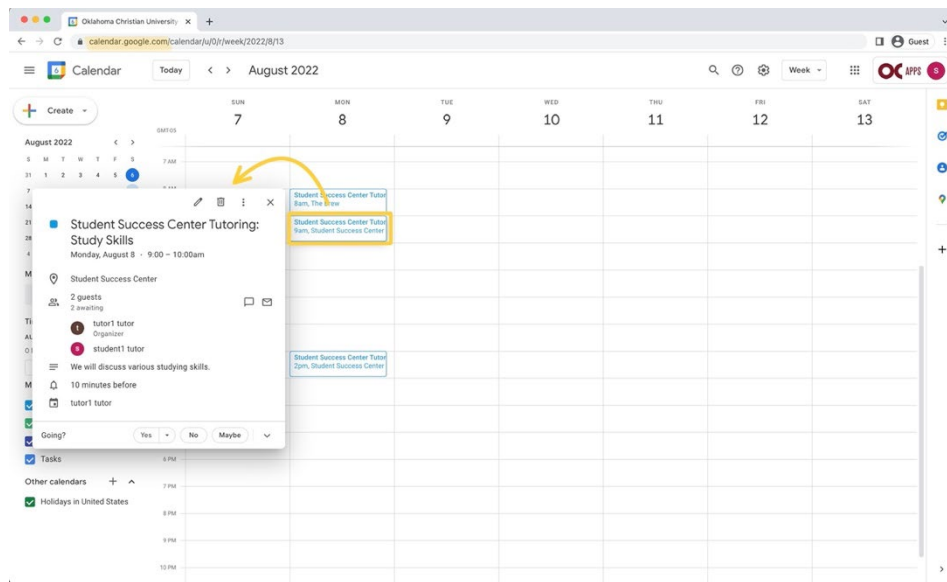 Oklahoma Christian University
calendar.google.com/calendar/u/0/r/week/2022/8/13
Guest
Calendar
Today
August 2022
Week
OC APPS
S
Create
August 2022
S M T W T F S
31 1 2 3 4 5 6
7
14
21
28
GMT-05
SUN
7
MON
8
TUE
9
WED
10
THU
11
FRI
12
SAT
13
7 AM
Student Success Center Tutor
8am, The Brew
Student Success Center Tutor
9am, Student Success Center
Student Success Center Tutor
2pm, Student Success Center
Student Success Center Tutoring:
Study Skills
Monday, August 8 · 9:00 – 10:00am
Student Success Center
2 guests
2 awaiting
t
tutor1 tutor
Organizer
s
student1 tutor
We will discuss various studying skills.
10 minutes before
tutor1 tutor
Going?
Yes
No
Maybe
Tasks
Other calendars
Holidays in United States
6 PM
7 PM
8 PM
9 PM
10 PM